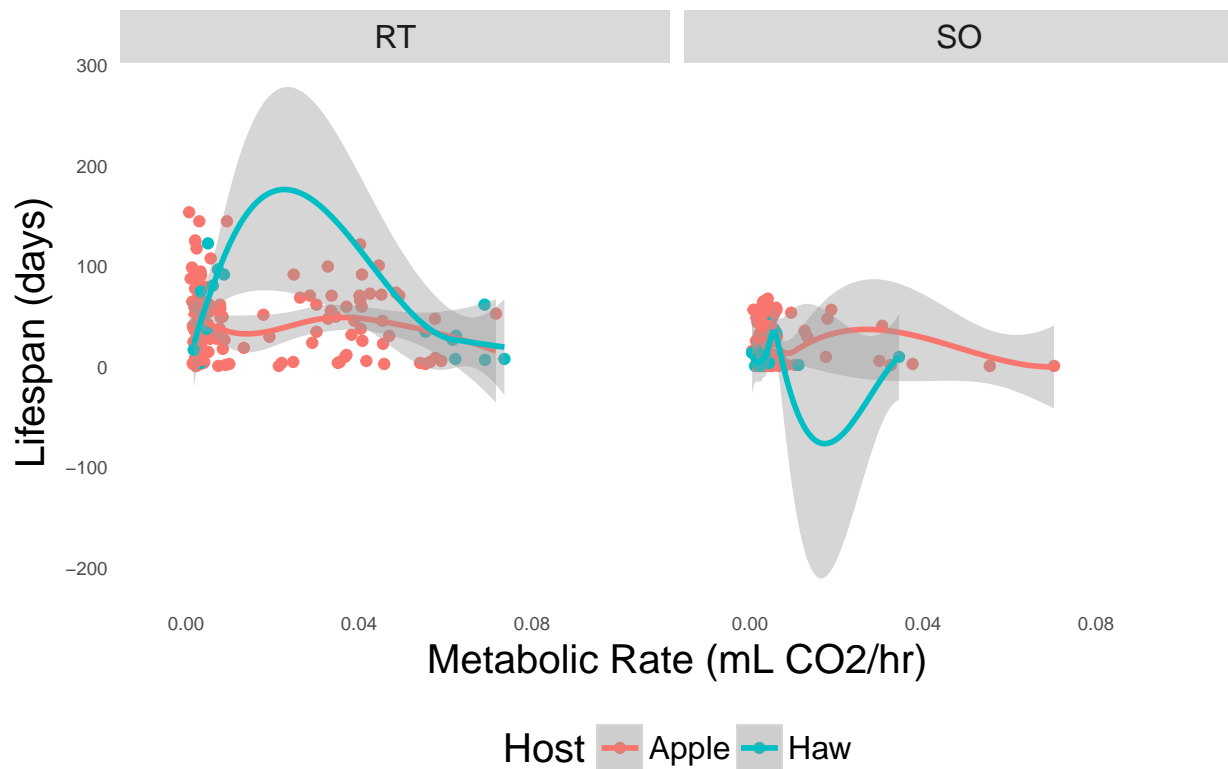 RT SO
300
200
100
0
−100
−200
Lifespan (days)
0.00 0.04 0.08 0.00 0.04 0.08
Metabolic Rate (mL CO2/hr)
Host Apple Haw